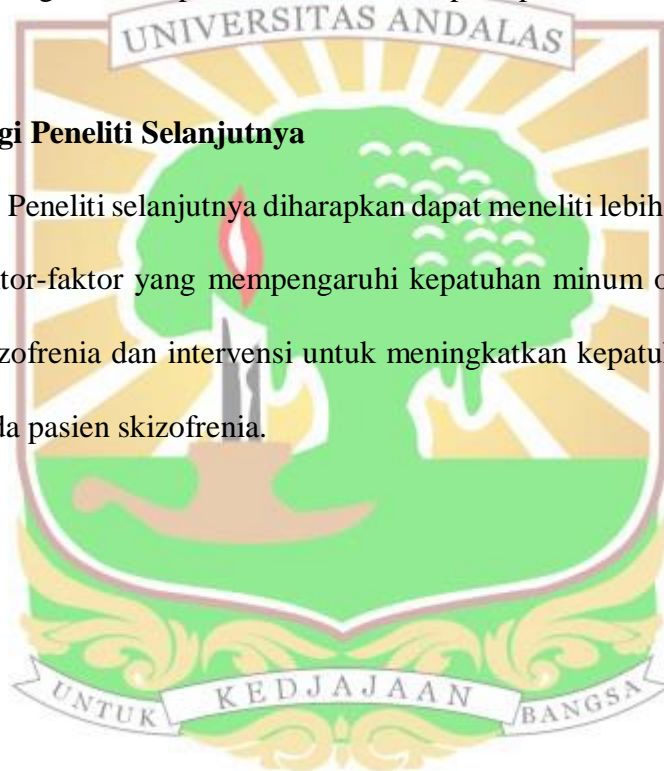 UNIVERSITAS ANDALAS
gi Peneliti Selanjutnya
Peneliti selanjutnya diharapkan dapat meneliti lebih
tor-faktor yang mempengaruhi kepatuhan minum o
zofrenia dan intervensi untuk meningkatkan kepatu
da pasien skizofrenia.
UNTUK KEDJAJAAN BANGSA